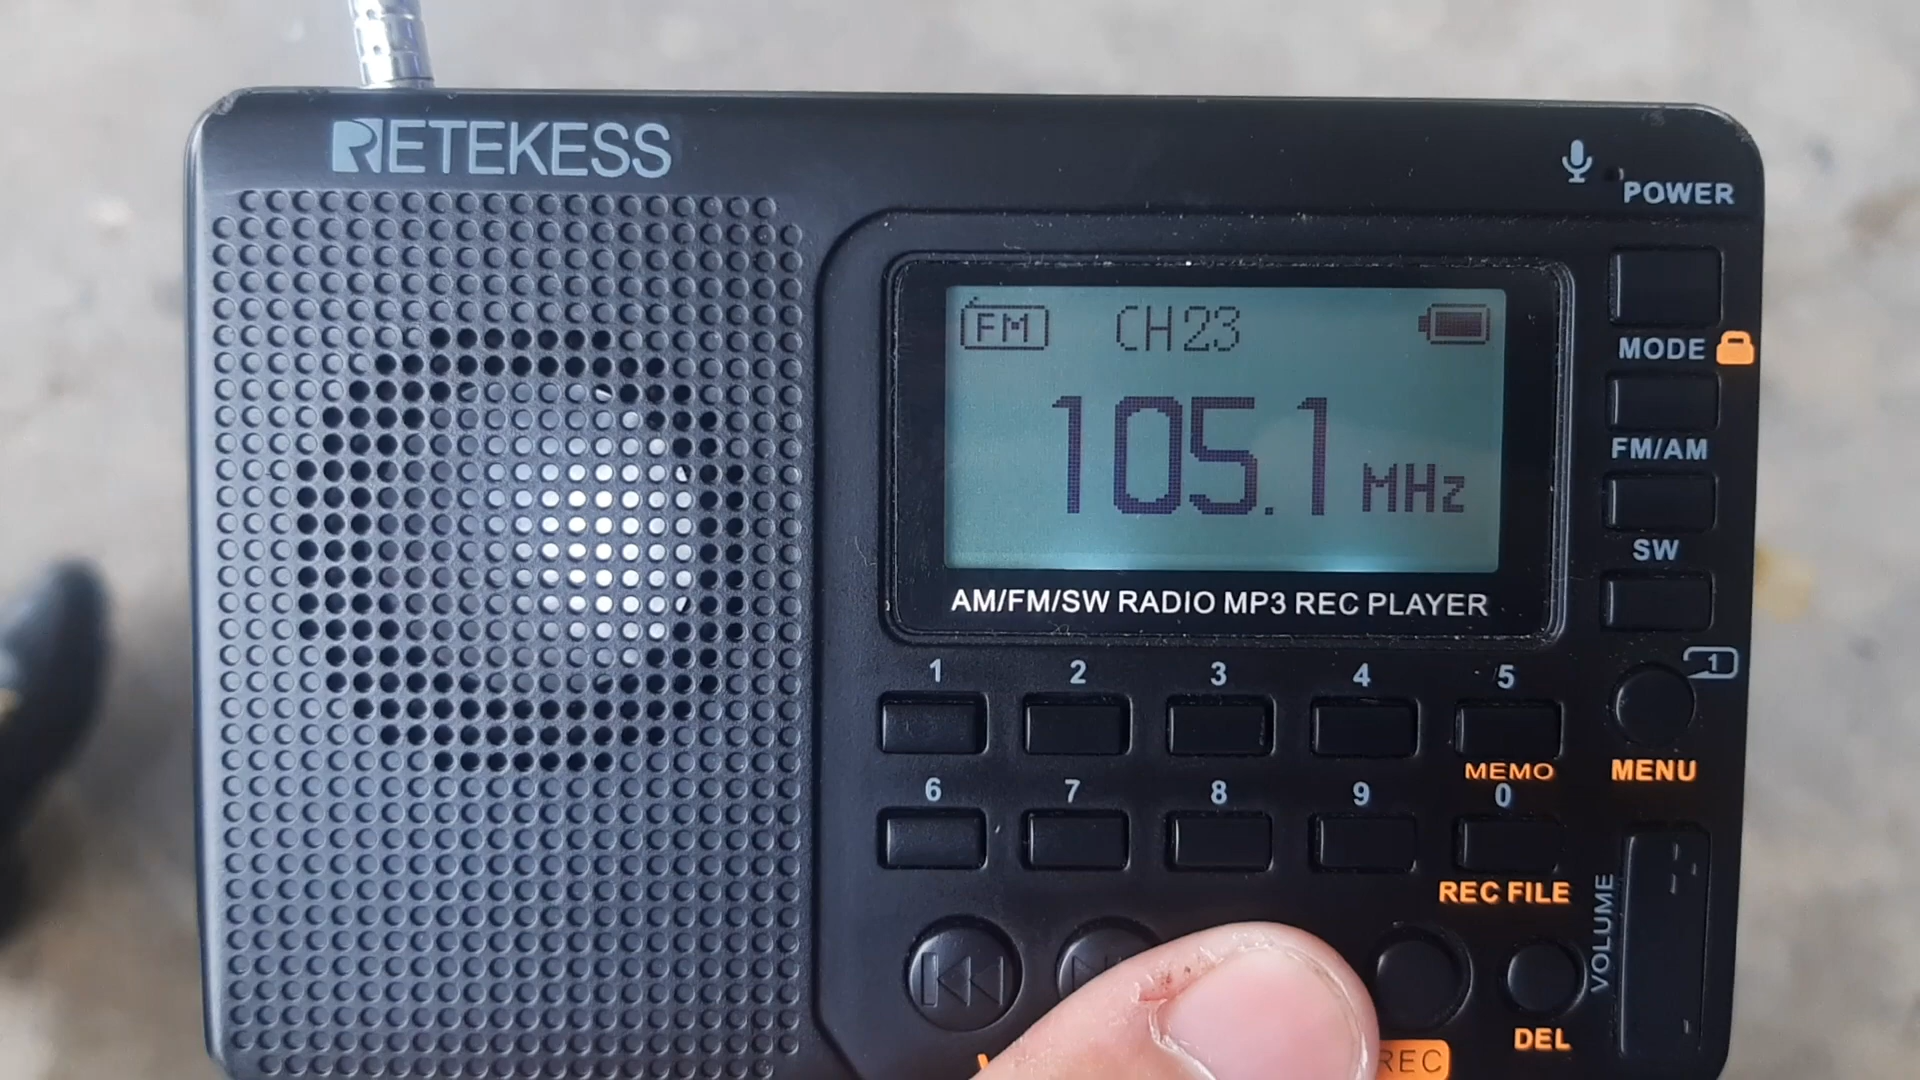 RETEKESS
POWER
FM CH23
105.1 MHz
AM/FM/SW RADIO MP3 REC PLAYER
MODE
FM/AM
SW
1 2 3 4 5
1
MEMO
MENU
6 7 8 9 0
REC FILE
VOLUME
DEL
REC